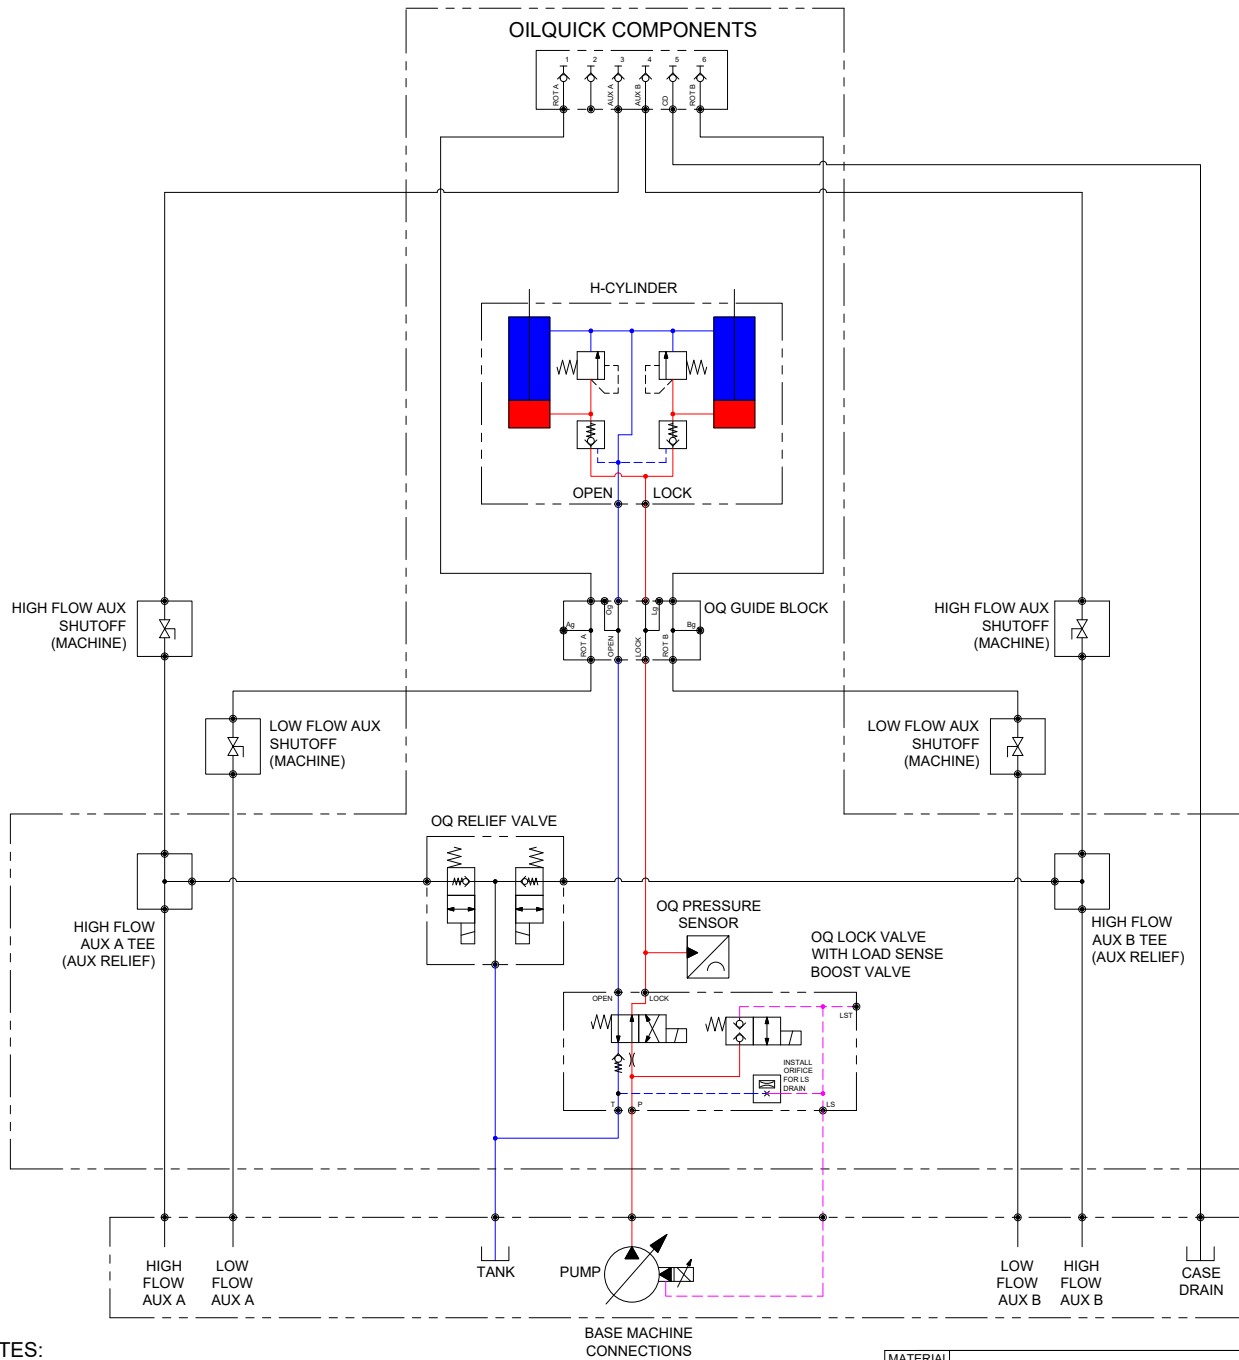 OILQUICK COMPONENTS
1 2 3 4 5 6
ROT A
AUX A
AUX B
CD
ROT B
H-CYLINDER
OPEN
LOCK
HIGH FLOW AUX
SHUTOFF
(MACHINE)
Ag
ROT A
Og
OPEN
LOCK
Lg
ROT B
Bg
OQ GUIDE BLOCK
HIGH FLOW AUX
SHUTOFF
(MACHINE)
LOW FLOW AUX
SHUTOFF
(MACHINE)
LOW FLOW AUX
SHUTOFF
(MACHINE)
OQ RELIEF VALVE
HIGH FLOW
AUX A TEE
(AUX RELIEF)
OQ PRESSURE
SENSOR
OQ LOCK VALVE
WITH LOAD SENSE
BOOST VALVE
HIGH FLOW
AUX B TEE
(AUX RELIEF)
OPEN
LOCK
LST
INSTALL
ORIFICE
FOR LS
DRAIN
T
P
LS
HIGH
FLOW
AUX A
LOW
FLOW
AUX A
TANK
PUMP
LOW
FLOW
AUX B
HIGH
FLOW
AUX B
CASE
DRAIN
BASE MACHINE
CONNECTIONS
TES:
MATERIAL